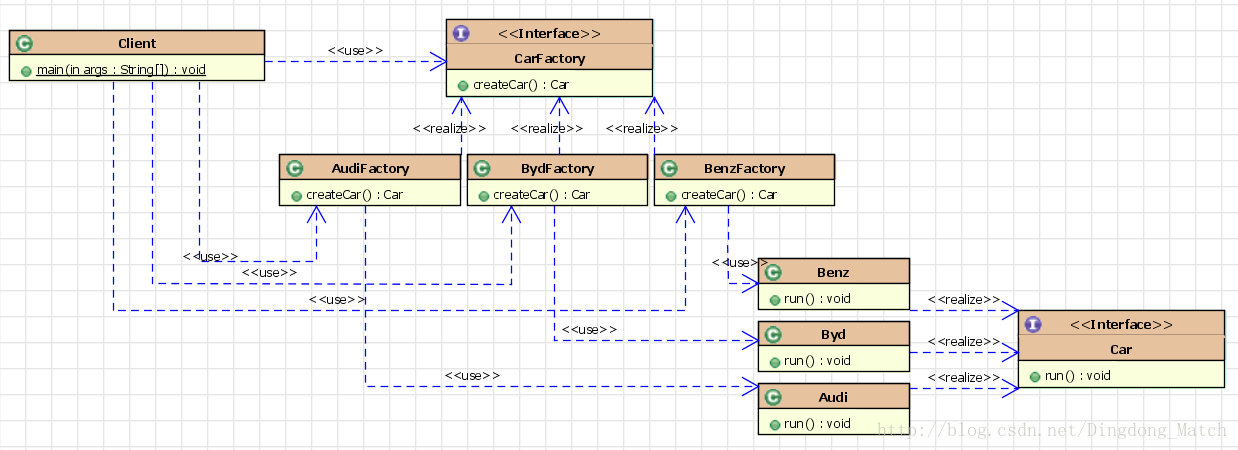 Client
main(in args : String[]) : void
<<use>>
<<Interface>>
CarFactory
createCar() : Car
<<realize>>
<<realize>>
<<realize>>
AudiFactory
createCar() : Car
BydFactory
createCar() : Car
BenzFactory
createCar() : Car
<<use>>
<<use>>
<<use>>
<<use>>
Benz
run() : void
<<use>>
Byd
run() : void
<<use>>
Audi
run() : void
<<realize>>
<<realize>>
<<realize>>
<<Interface>>
Car
run() : void
http://blog.csdn.net/Dingdong_Match